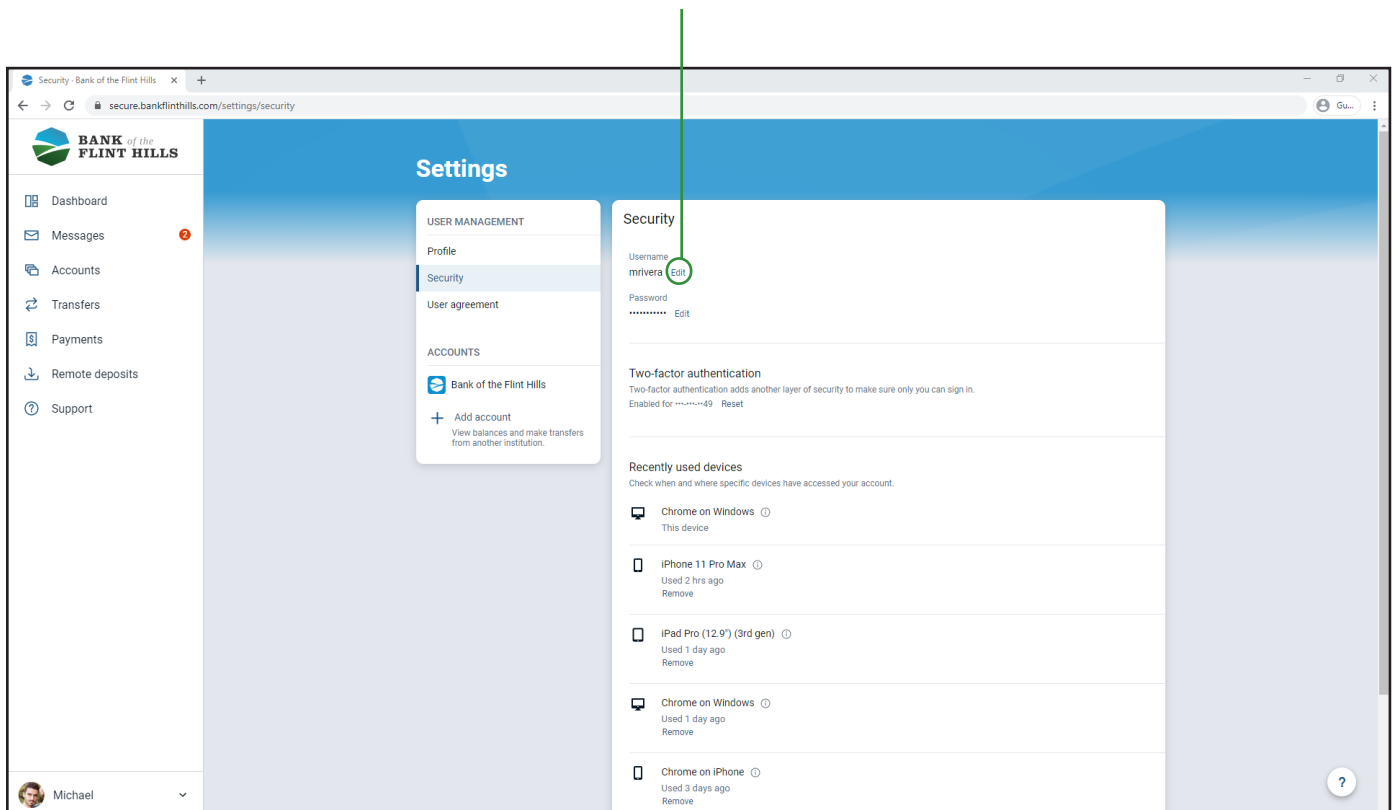 Security - Bank of the Flint Hills
secure.bankflinthills.com/settings/security
Gu...
BANK of the
FLINT HILLS
Dashboard
Messages 2
Accounts
Transfers
Payments
Remote deposits
Support
Michael
Settings
USER MANAGEMENT
Profile
Security
User agreement
ACCOUNTS
Bank of the Flint Hills
Add account
View balances and make transfers
from another institution.
Security
Username
mrivera Edit
Password
••••••••••• Edit
Two-factor authentication
Two-factor authentication adds another layer of security to make sure only you can sign in.
Enabled for •••-•••-••49 Reset
Recently used devices
Check when and where specific devices have accessed your account.
Chrome on Windows
This device
iPhone 11 Pro Max
Used 2 hrs ago
Remove
iPad Pro (12.9") (3rd gen)
Used 1 day ago
Remove
Chrome on Windows
Used 1 day ago
Remove
Chrome on iPhone
Used 3 days ago
Remove
?